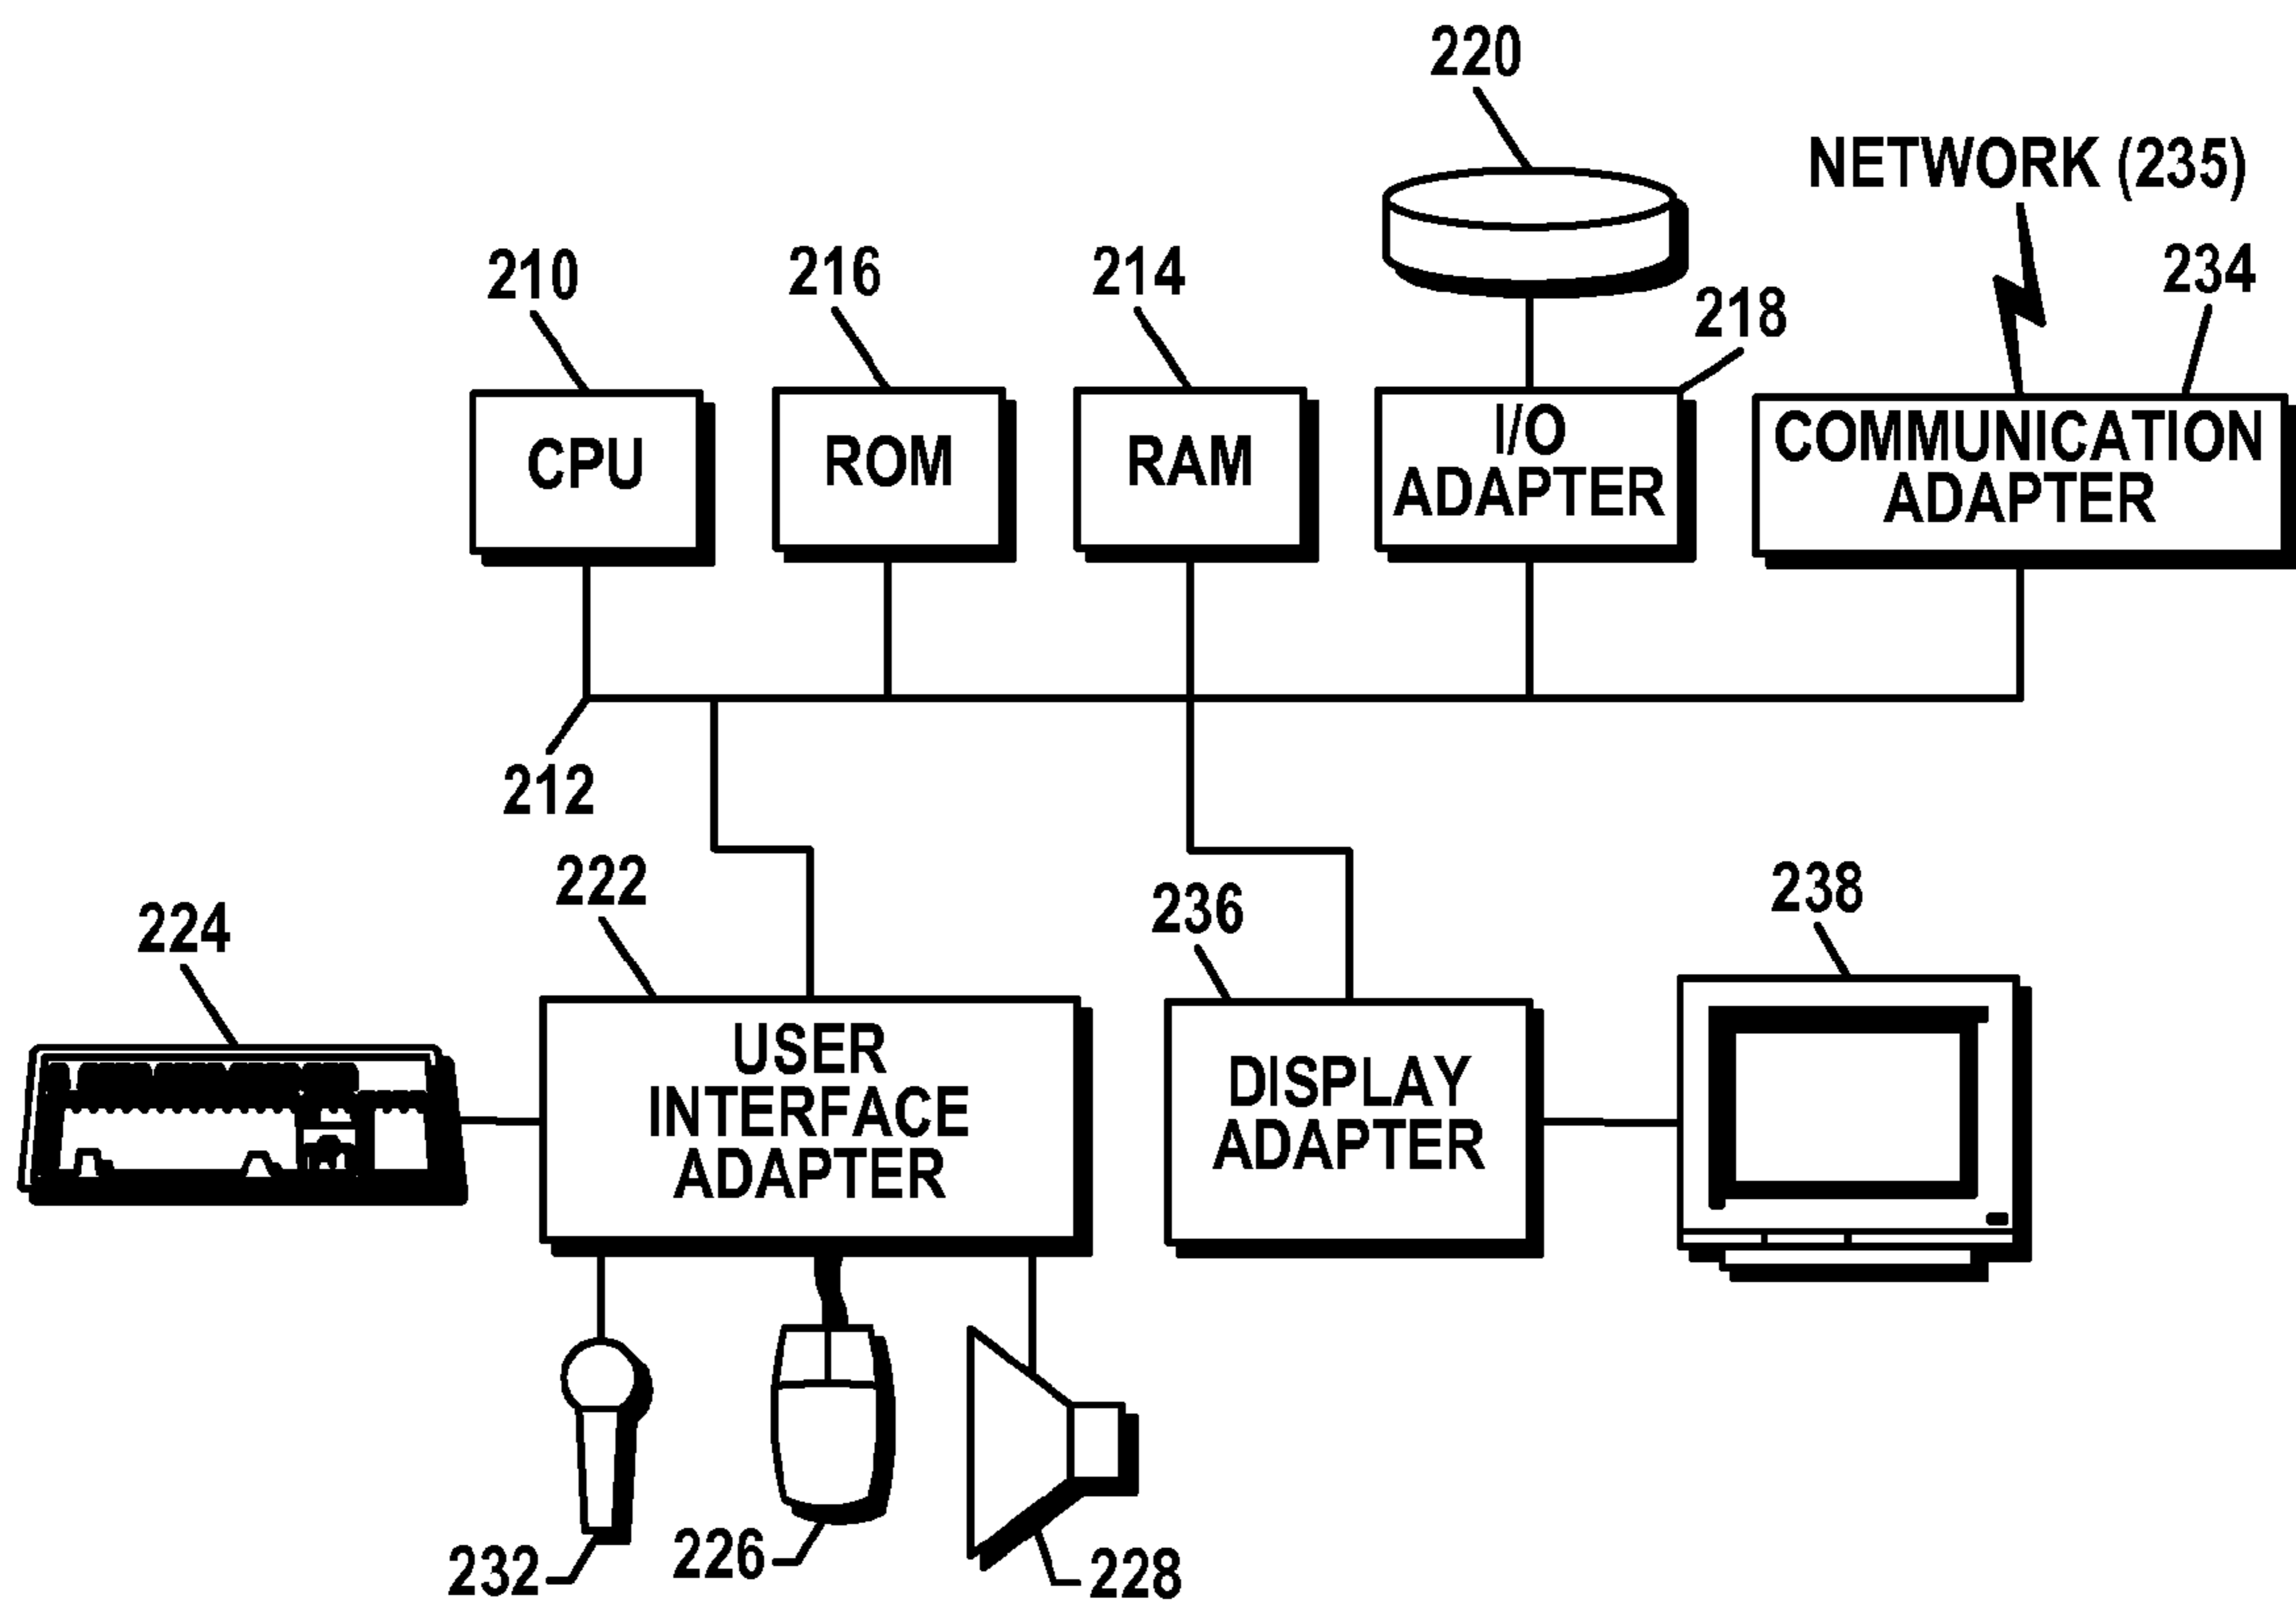 220
NETWORK (235)
210
216
214
218
234
CPU
ROM
RAM
I/O
ADAPTER
COMMUNICATION
ADAPTER
212
222
236
238
224
USER
INTERFACE
ADAPTER
DISPLAY
ADAPTER
232
226
228